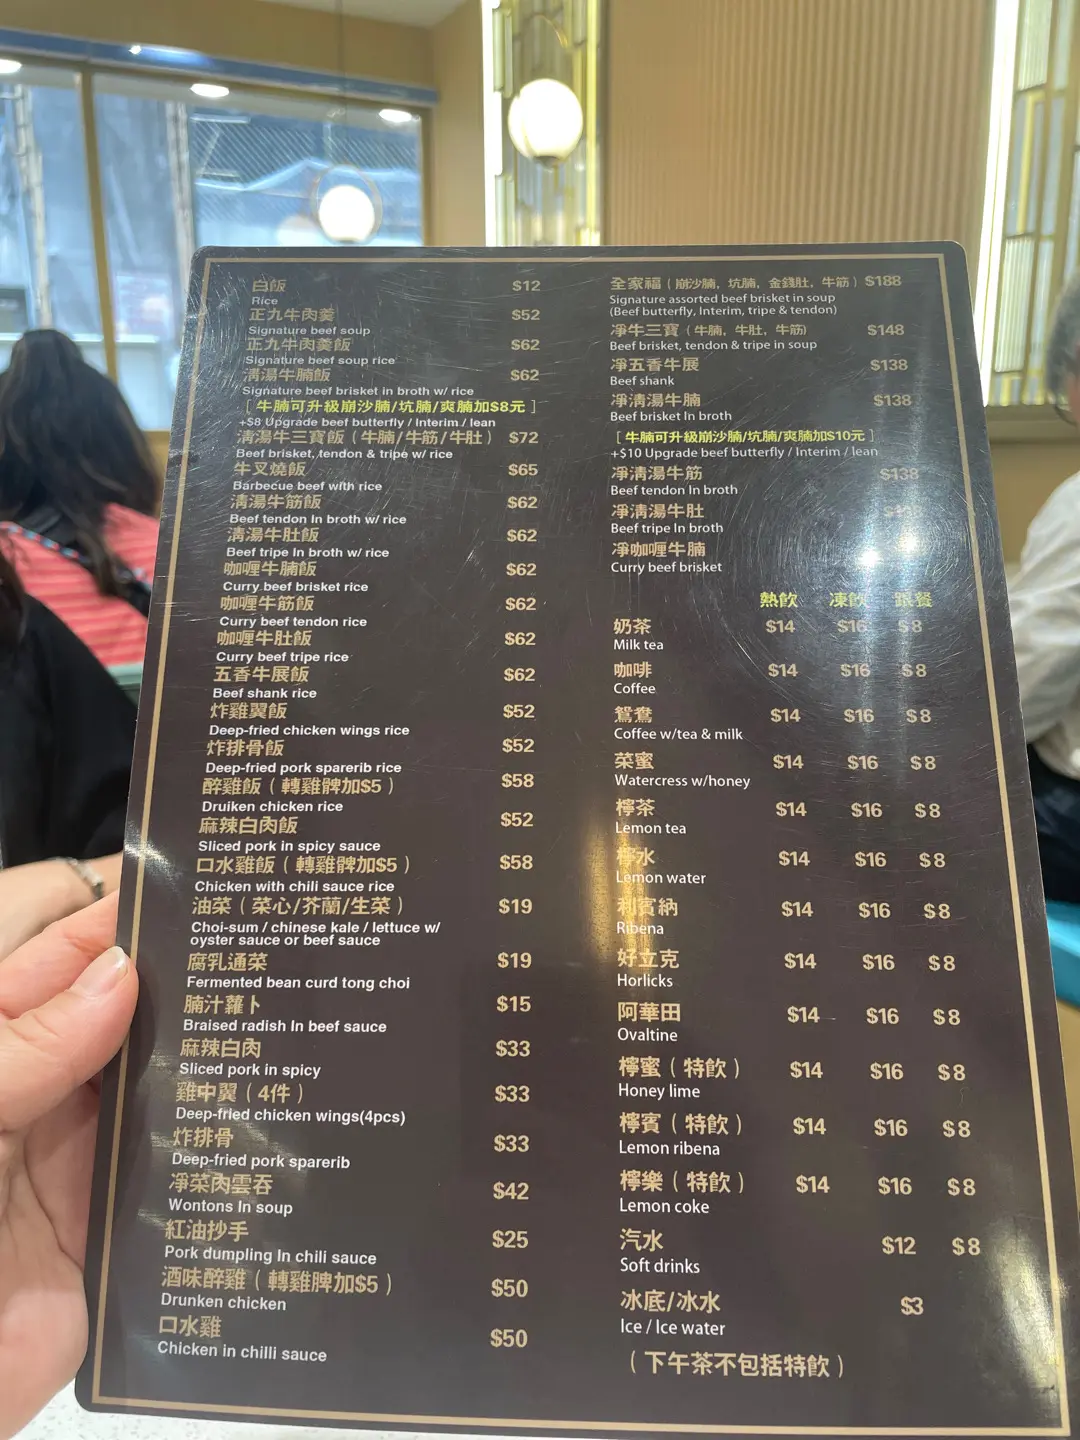 白飯 $12
Rice
正九牛肉羹 $52
Signature beef soup
正九牛肉羹飯 $62
Signature beef soup rice
清湯牛腩飯 $62
Signature beef brisket in broth w/ rice
[ 牛腩可升級崩沙腩/坑腩/爽腩加$8元 ]
+$8 Upgrade beef butterfly / Interim / lean
清湯牛三寶飯 ( 牛腩/牛筋/牛肚 ) $72
Beef brisket, tendon & tripe w/ rice
牛叉燒飯 $65
Barbecue beef with rice
清湯牛筋飯 $62
Beef tendon In broth w/ rice
清湯牛肚飯 $62
Beef tripe In broth w/ rice
咖喱牛腩飯 $62
Curry beef brisket rice
咖喱牛筋飯 $62
Curry beef tendon rice
咖喱牛肚飯 $62
Curry beef tripe rice
五香牛展飯 $62
Beef shank rice
炸雞翼飯 $52
Deep-fried chicken wings rice
炸排骨飯 $52
Deep-fried pork sparerib rice
醉雞飯 ( 轉雞髀加$5 ) $58
Druiken chicken rice
麻辣白肉飯 $52
Sliced pork in spicy sauce
口水雞飯 ( 轉雞髀加$5 ) $58
Chicken with chili sauce rice
油菜 ( 菜心/芥蘭/生菜 ) $19
Choi-sum / chinese kale / lettuce w/
oyster sauce or beef sauce
腐乳通菜 $19
Fermented bean curd tong choi
腩汁蘿卜 $15
Braised radish In beef sauce
麻辣白肉 $33
Sliced pork in spicy
雞中翼 ( 4件 ) $33
Deep-fried chicken wings(4pcs)
炸排骨 $33
Deep-fried pork sparerib
凈菜肉雲吞 $42
Wontons In soup
紅油抄手 $25
Pork dumpling In chili sauce
酒味醉雞 ( 轉雞脾加$5 ) $50
Drunken chicken
口水雞 $50
Chicken in chilli sauce
全家福 ( 崩沙腩, 坑腩, 金錢肚, 牛筋 ) $188
Signature assorted beef brisket in soup
(Beef butterfly, Interim, tripe & tendon)
凈牛三寶 ( 牛腩, 牛肚, 牛筋) $148
Beef brisket, tendon & tripe in soup
凈五香牛展 $138
Beef shank
凈清湯牛腩 $138
Beef brisket In broth
[ 牛腩可升級崩沙腩/坑腩/爽腩加$10元 ]
+$10 Upgrade beef butterfly / Interim / lean
凈清湯牛筋 $138
Beef tendon In broth
凈清湯牛肚
Beef tripe In broth
凈咖喱牛腩
Curry beef brisket
熱飲 凍飲 跟餐
奶茶 $14 $16 $8
Milk tea
咖啡 $14 $16 $8
Coffee
鴛鴦 $14 $16 $8
Coffee w/tea & milk
菜蜜 $14 $16 $8
Watercress w/honey
檸茶 $14 $16 $8
Lemon tea
檸水 $14 $16 $8
Lemon water
利賓納 $14 $16 $8
Ribena
好立克 $14 $16 $8
Horlicks
阿華田 $14 $16 $8
Ovaltine
檸蜜 ( 特飲 ) $14 $16 $8
Honey lime
檸賓 ( 特飲 ) $14 $16 $8
Lemon ribena
檸樂 ( 特飲 ) $14 $16 $8
Lemon coke
汽水 $12 $8
Soft drinks
冰底/冰水 $3
Ice / Ice water
( 下午茶不包括特飲 )